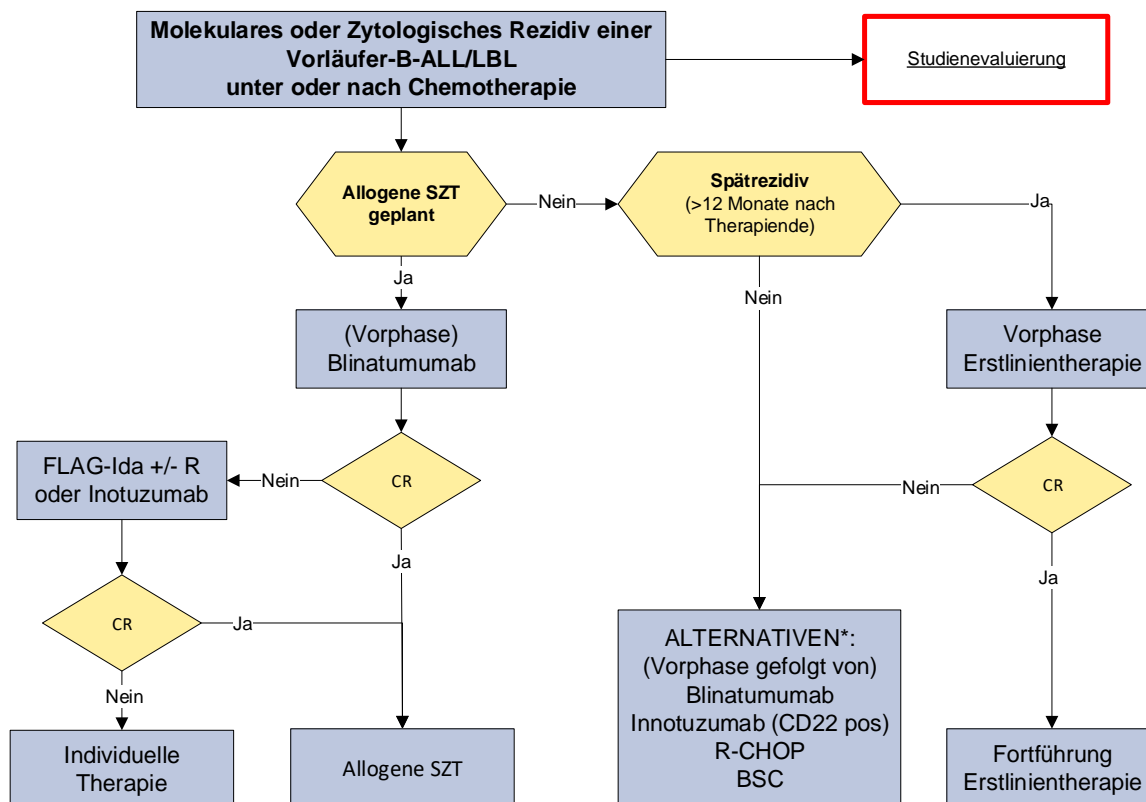 Molekulares oder Zytologisches Rezidiv einer
Vorläufer-B-ALL/LBL
unter oder nach Chemotherapie
Studienevaluierung
Allogene SZT
geplant
Nein
Spätrezidiv
(>12 Monate nach
Therapiende)
Ja
Ja
Nein
(Vorphase)
Blinatumumab
Vorphase
Erstlinientherapie
FLAG-Ida +/- R
oder Inotuzumab
Nein
CR
Nein
CR
Ja
Ja
CR
Ja
Nein
ALTERNATIVEN*:
(Vorphase gefolgt von)
Blinatumumab
Innotuzumab (CD22 pos)
R-CHOP
BSC
Individuelle
Therapie
Allogene SZT
Fortführung
Erstlinientherapie